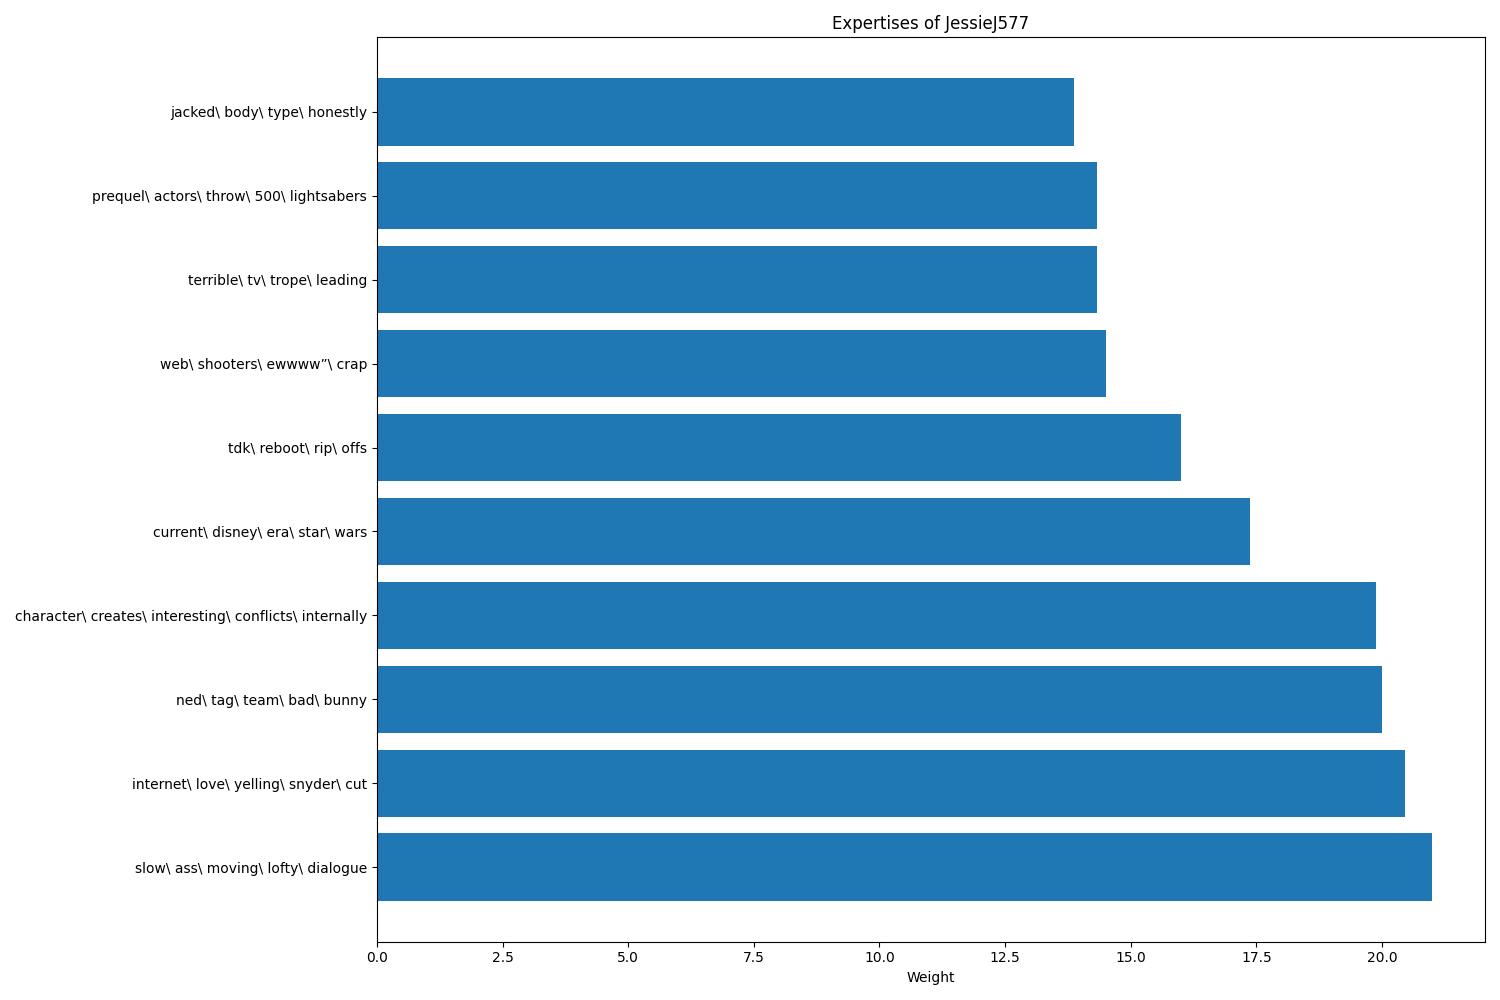 Expertises of JessieJ577
jacked\ body\ type\ honestly
prequel\ actors\ throw\ 500\ lightsabers
terrible\ tv\ trope\ leading
web\ shooters\ ewwww”\ crap
tdk\ reboot\ rip\ offs
current\ disney\ era\ star\ wars
character\ creates\ interesting\ conflicts\ internally
ned\ tag\ team\ bad\ bunny
internet\ love\ yelling\ snyder\ cut
slow\ ass\ moving\ lofty\ dialogue
0.0 2.5 5.0 7.5 10.0 12.5 15.0 17.5 20.0
Weight